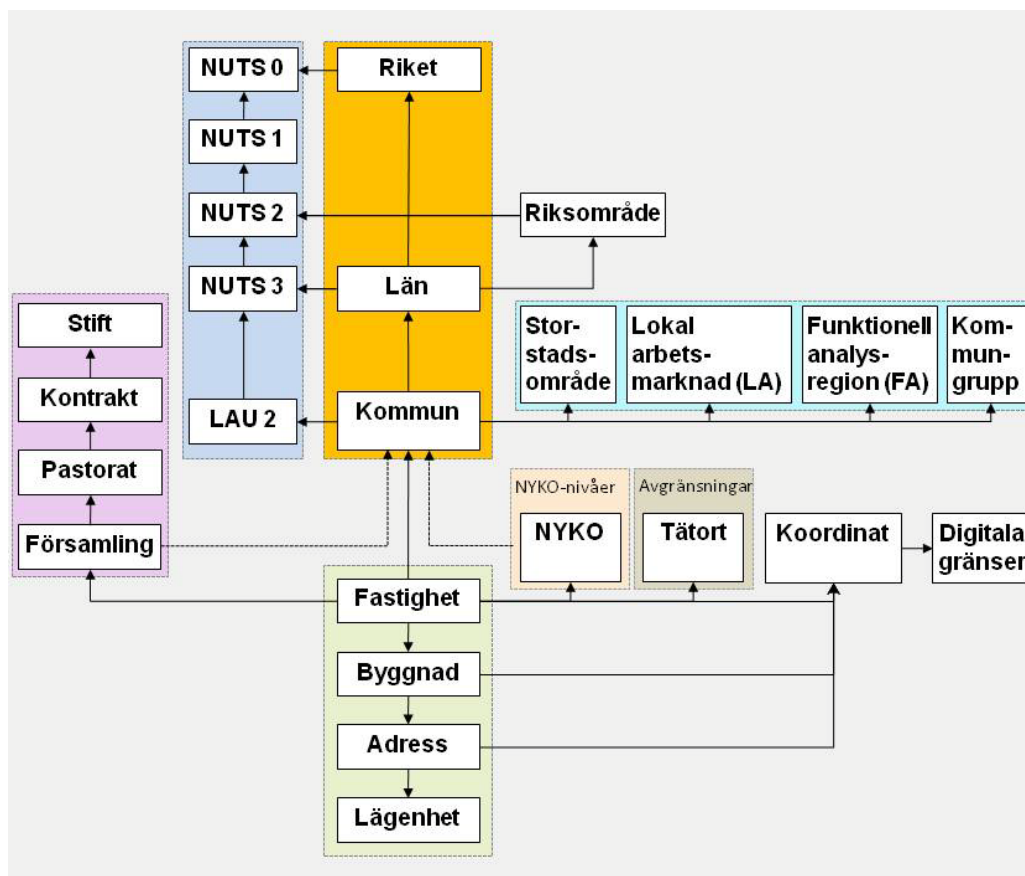 NUTS 0
Riket
NUTS 1
NUTS 2
Riksområde
NUTS 3
Län
Stift
Kontrakt
Pastorat
Församling
LAU 2
Kommun
Stor-
stads-
område
Lokal
arbets-
marknad (LA)
Funktionell
analys-
region (FA)
Kom-
mun-
grupp
NYKO-nivåer
NYKO
Avgränsningar
Tätort
Koordinat
Digitala
gränser
Fastighet
Byggnad
Adress
Lägenhet